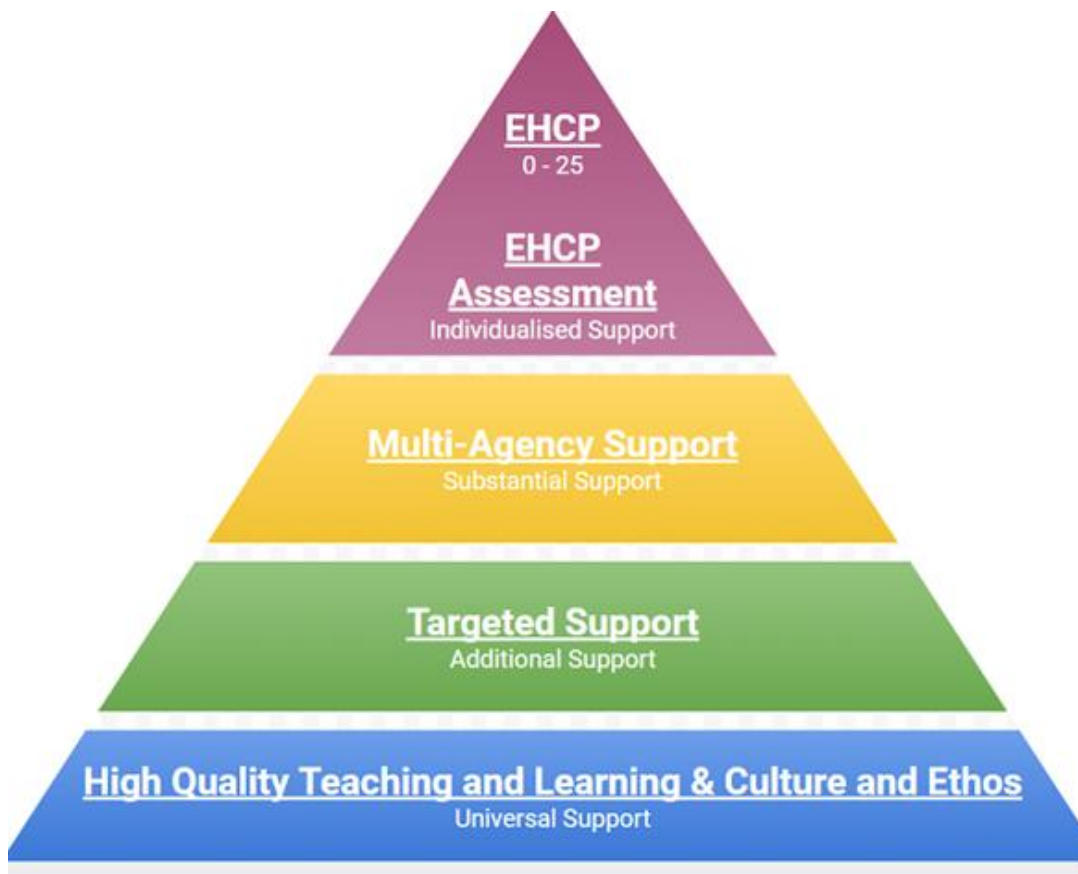 EHCP
0 - 25
EHCP
Assessment
Individualised Support
Multi-Agency Support
Substantial Support
Targeted Support
Additional Support
High Quality Teaching and Learning & Culture and Ethos
Universal Support